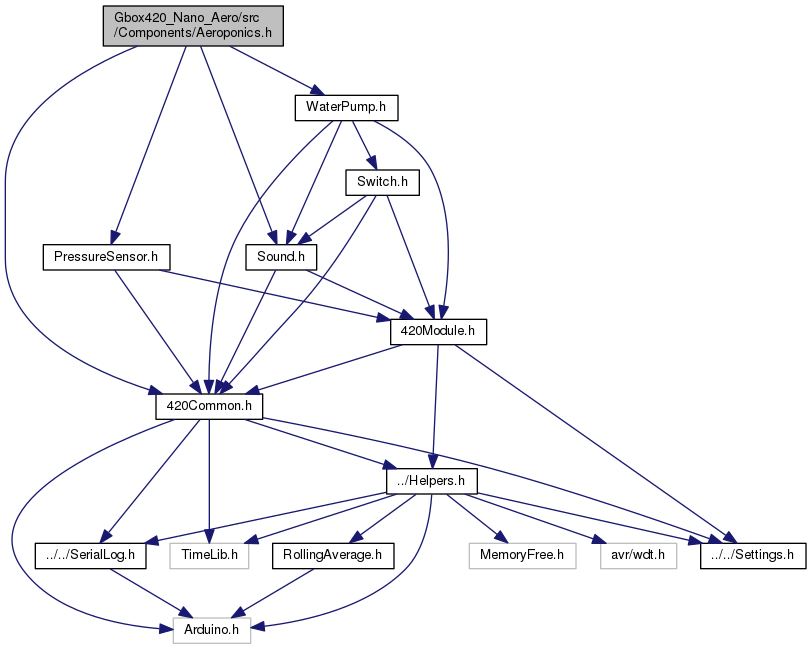 Gbox420_Nano_Aero/src
/Components/Aeroponics.h
WaterPump.h
Switch.h
PressureSensor.h
Sound.h
420Module.h
420Common.h
../Helpers.h
../../SerialLog.h
TimeLib.h
RollingAverage.h
MemoryFree.h
avr/wdt.h
../../Settings.h
Arduino.h